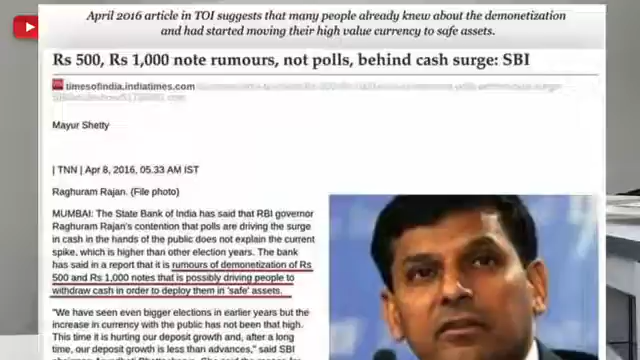 April 2016 article in TOI suggests that many people already knew about the demonetization
and had started moving their high value currency to safe assets.
Rs 500, Rs 1,000 note rumours, not polls, behind cash surge: SBI
timesofindia.indiatimes.com
Mayur Shetty
| TNN | Apr 8, 2016, 05.33 AM IST
Raghuram Rajan. (File photo)
MUMBAI: The State Bank of India has said that RBI governor
Raghuram Rajan's contention that polls are driving the surge
in cash in the hands of the public does not explain the current
spike, which is higher than other election years. The bank
has said in a report that it is rumours of demonetization of Rs
500 and Rs 1,000 notes that is possibly driving people to
withdraw cash in order to deploy them in 'safe' assets.
"We have seen even bigger elections in earlier years but the
increase in currency with the public has not been that high.
This time it is hurting our deposit growth and, after a long
time, our deposit growth is less than advances," said SBI